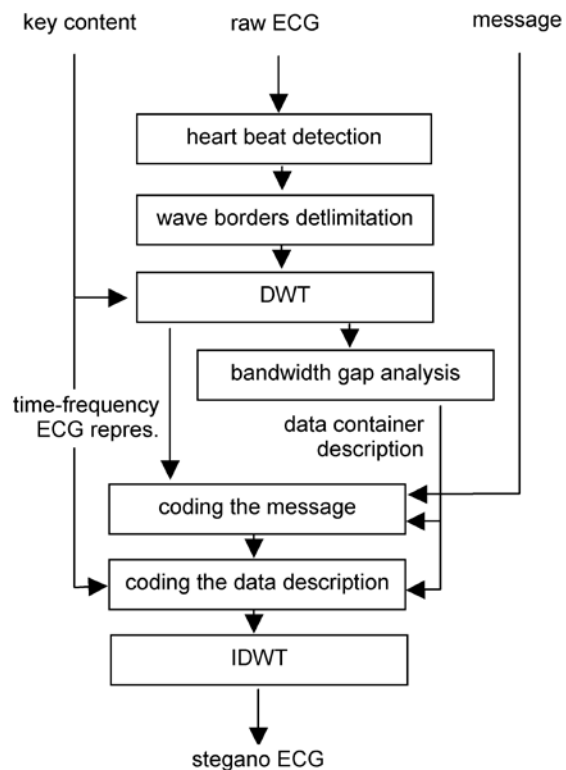 key content
raw ECG
message
heart beat detection
wave borders detlimitation
DWT
bandwidth gap analysis
time-frequency
ECG repres.
data container
description
coding the message
coding the data description
IDWT
stegano ECG